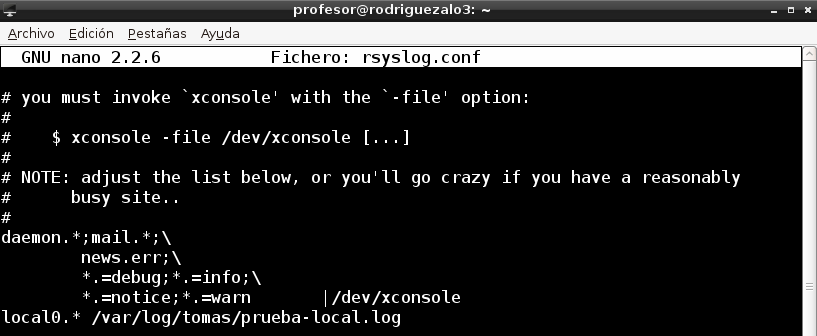 profesor@rodriguezalo3: ~
Archivo Edición Pestañas Ayuda
GNU nano 2.2.6 Fichero: rsyslog.conf
# you must invoke `xconsole' with the `-file' option:
#
#    $ xconsole -file /dev/xconsole [...]
#
# NOTE: adjust the list below, or you'll go crazy if you have a reasonably
#      busy site..
#
daemon.*;mail.*;\
        news.err;\
        *.=debug;*.=info;\
        *.=notice;*.=warn       |/dev/xconsole
local0.* /var/log/tomas/prueba-local.log